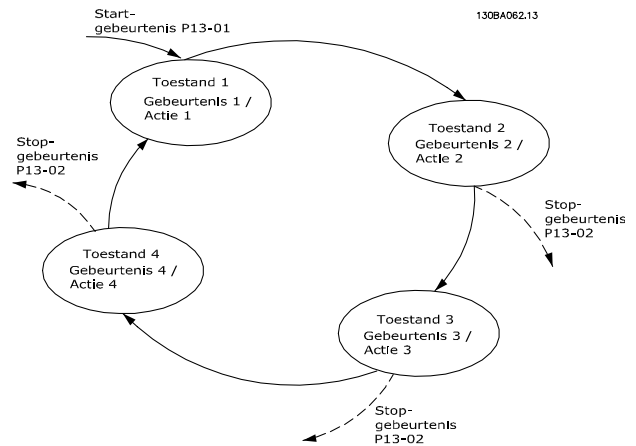 Start-
gebeurtenis P13-01
130BA062.13
Toestand 1
Gebeurtenis 1 /
Actie 1
Toestand 2
Gebeurtenis 2 /
Actie 2
Stop-
gebeurtenis
P13-02
Stop-
gebeurtenis
P13-02
Toestand 4
Gebeurtenis 4 /
Actie 4
Toestand 3
Gebeurtenis 3 /
Actie 3
Stop-
gebeurtenis
P13-02